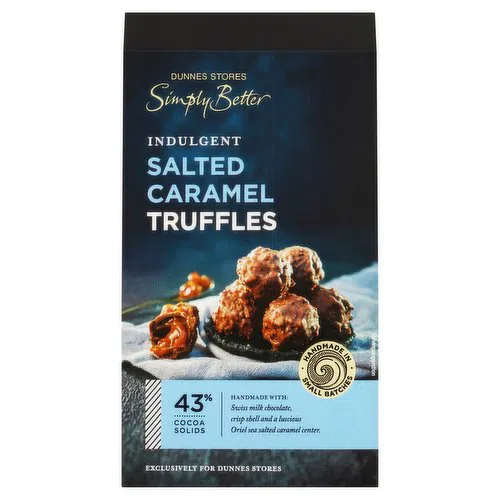 DUNNES STORES
Simply Better
INDULGENT
SALTED
CARAMEL
TRUFFLES
HANDMADE IN
SMALL BATCHES
43%
COCOA
SOLIDS
HANDMADE WITH:
Swiss milk chocolate,
crisp shell and a luscious
Oriel sea salted caramel center.
EXCLUSIVELY FOR DUNNES STORES